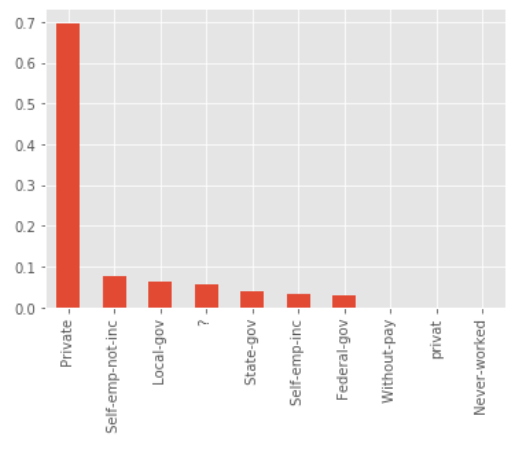 0.7
0.6
0.5
0.4
0.3
0.2
0.1
0.0
Private
Self-emp-not-inc
Local-gov
?
State-gov
Self-emp-inc
Federal-gov
Without-pay
privat
Never-worked